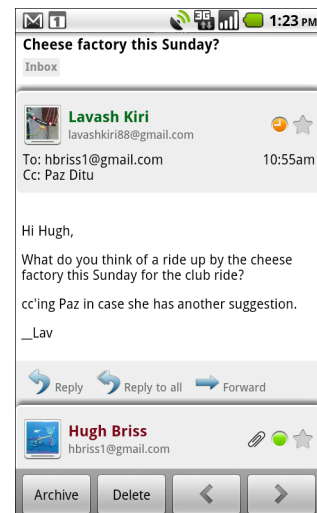 1 3G 1:23 PM
Cheese factory this Sunday?
Inbox
Lavash Kiri
lavashkiri88@gmail.com
To: hbriss1@gmail.com 10:55am
Cc: Paz Ditu
Hi Hugh,
What do you think of a ride up by the cheese
factory this Sunday for the club ride?
cc'ing Paz in case she has another suggestion.
__Lav
Reply Reply to all Forward
Hugh Briss
hbriss1@gmail.com
Archive Delete